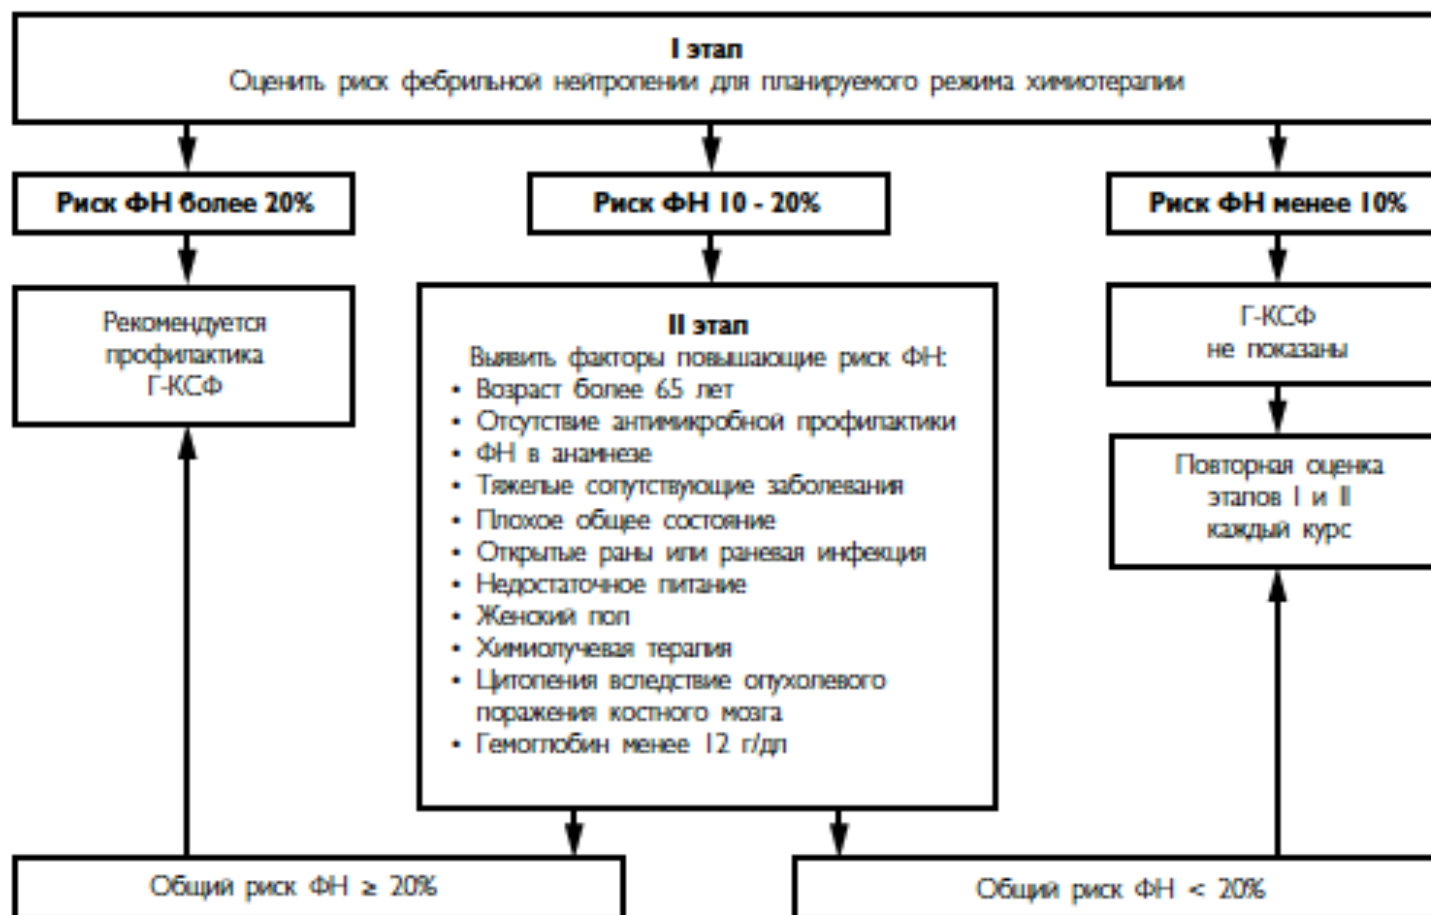 I этап
Оценить риск фебрильной нейтропении для планируемого режима химиотерапии
Риск ФН более 20%
Риск ФН 10 - 20%
Риск ФН менее 10%
Рекомендуется
профилактика
Г-КСФ
II этап
Выявить факторы повышающие риск ФН:
• Возраст более 65 лет
• Отсутствие антимикробной профилактики
• ФН в анамнезе
• Тяжелые сопутствующие заболевания
• Плохое общее состояние
• Открытые раны или раневая инфекция
• Недостаточное питание
• Женский пол
• Химиолучевая терапия
• Цитопения вследствие опухолевого
поражения костного мозга
• Гемоглобин менее 12 г/дл
Г-КСФ
не показаны
Повторная оценка
этапов I и II
каждый курс
Общий риск ФН ≥ 20%
Общий риск ФН < 20%